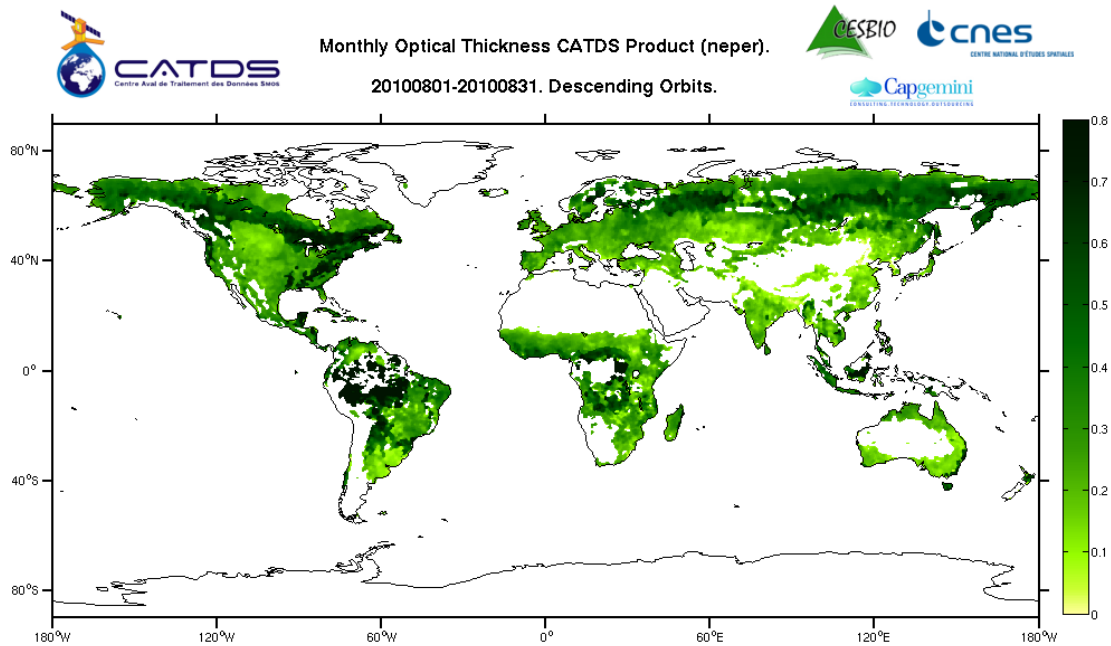 CATDS
Centre Aval de Traitement des Données SMOS
Monthly Optical Thickness CATDS Product (neper).
20100801-20100831. Descending Orbits.
CESBIO
cnes
CENTRE NATIONAL D'ÉTUDES SPATIALES
Capgemini
CONSULTING.TECHNOLOGY.OUTSOURCING
80°N
40°N
0°
40°S
80°S
180°W
120°W
60°W
0°
60°E
120°E
180°W
0.8
0.7
0.6
0.5
0.4
0.3
0.2
0.1
0